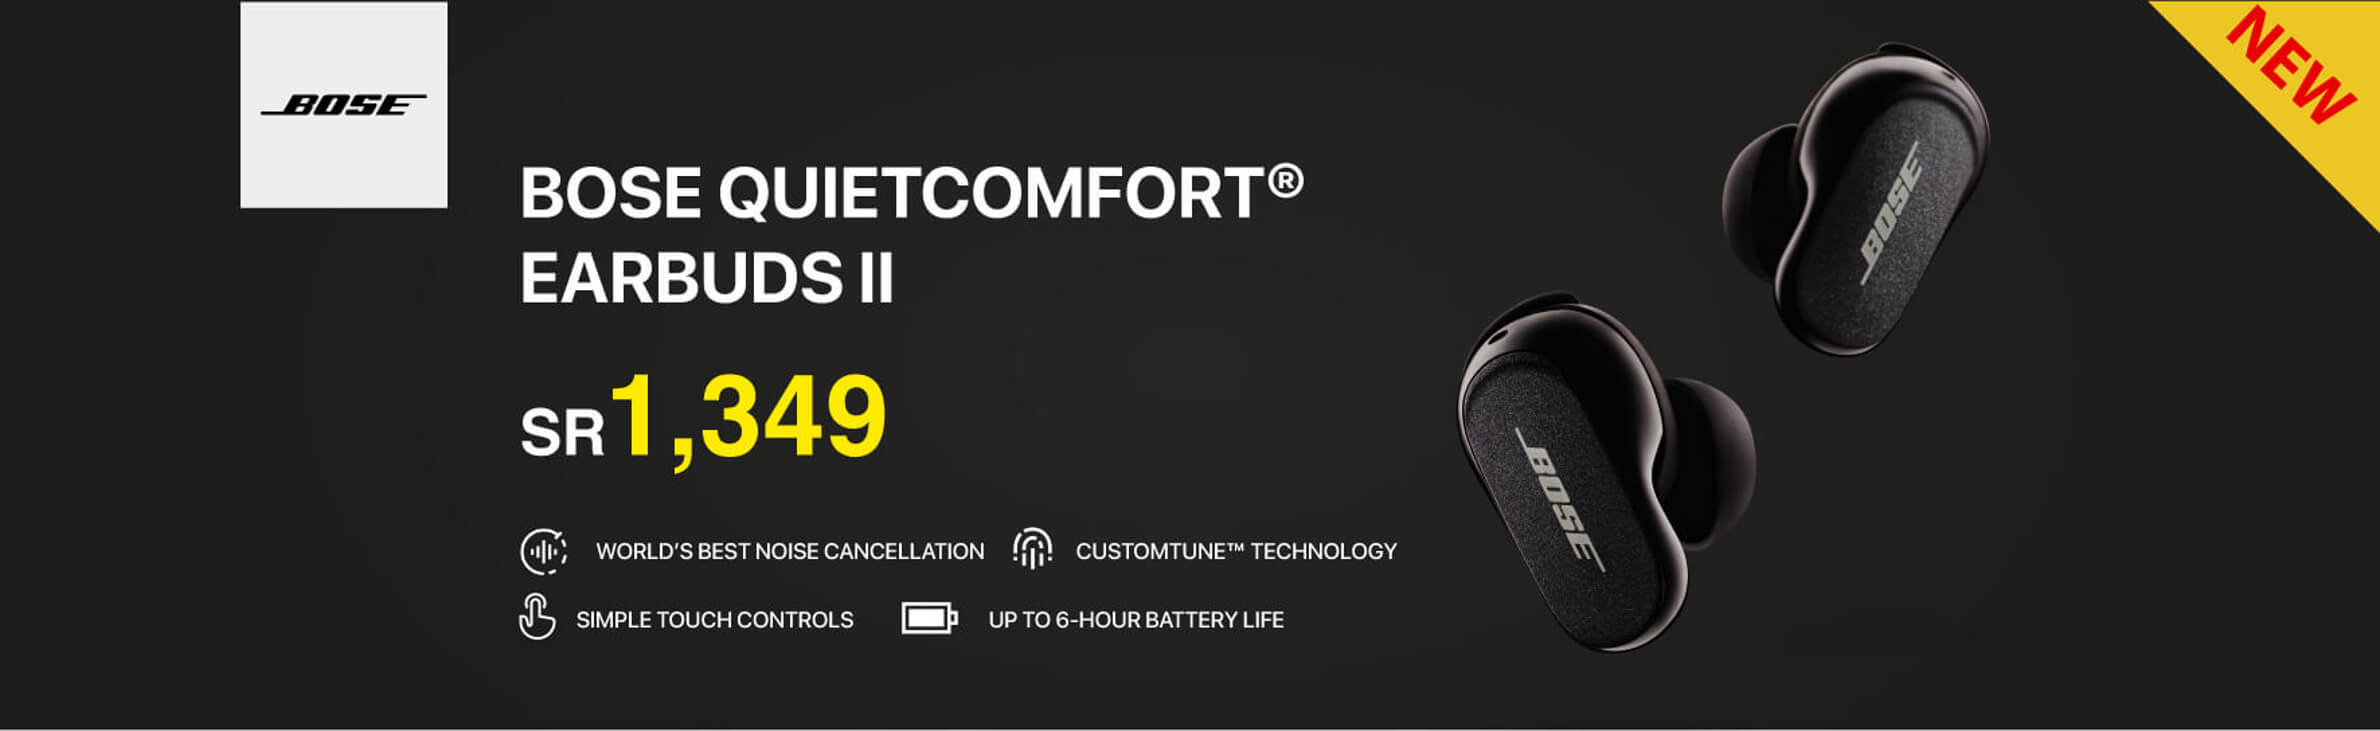 BOSE
NEW
BOSE QUIETCOMFORT®
EARBUDS II
SR1,349
WORLD'S BEST NOISE CANCELLATION
CUSTOMTUNE™ TECHNOLOGY
SIMPLE TOUCH CONTROLS
UP TO 6-HOUR BATTERY LIFE
BOSE
BOSE